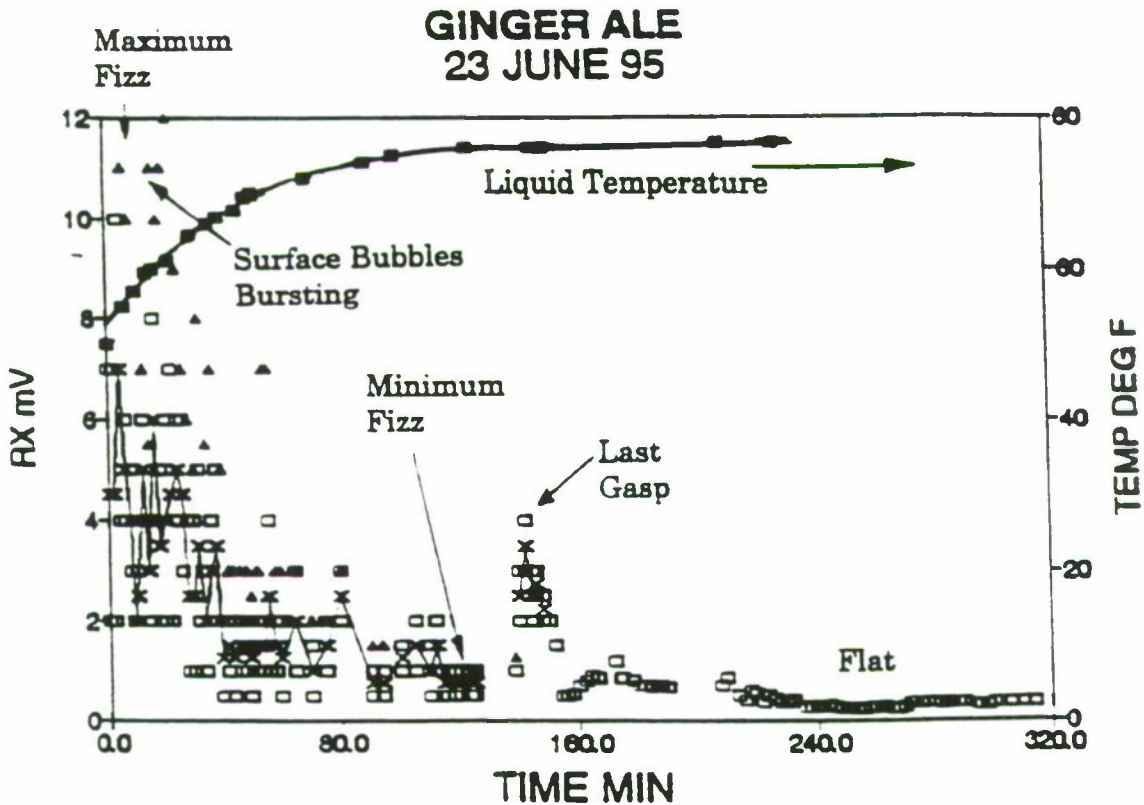 GINGER ALE
23 JUNE 95
Maximum
Fizz
12
10
8
6
4
2
0
RX mV
80
60
40
20
0
TEMP DEG F
Liquid Temperature
Surface Bubbles
Bursting
Minimum
Fizz
Last
Gasp
Flat
0.0
80.0
160.0
240.0
320.0
TIME MIN